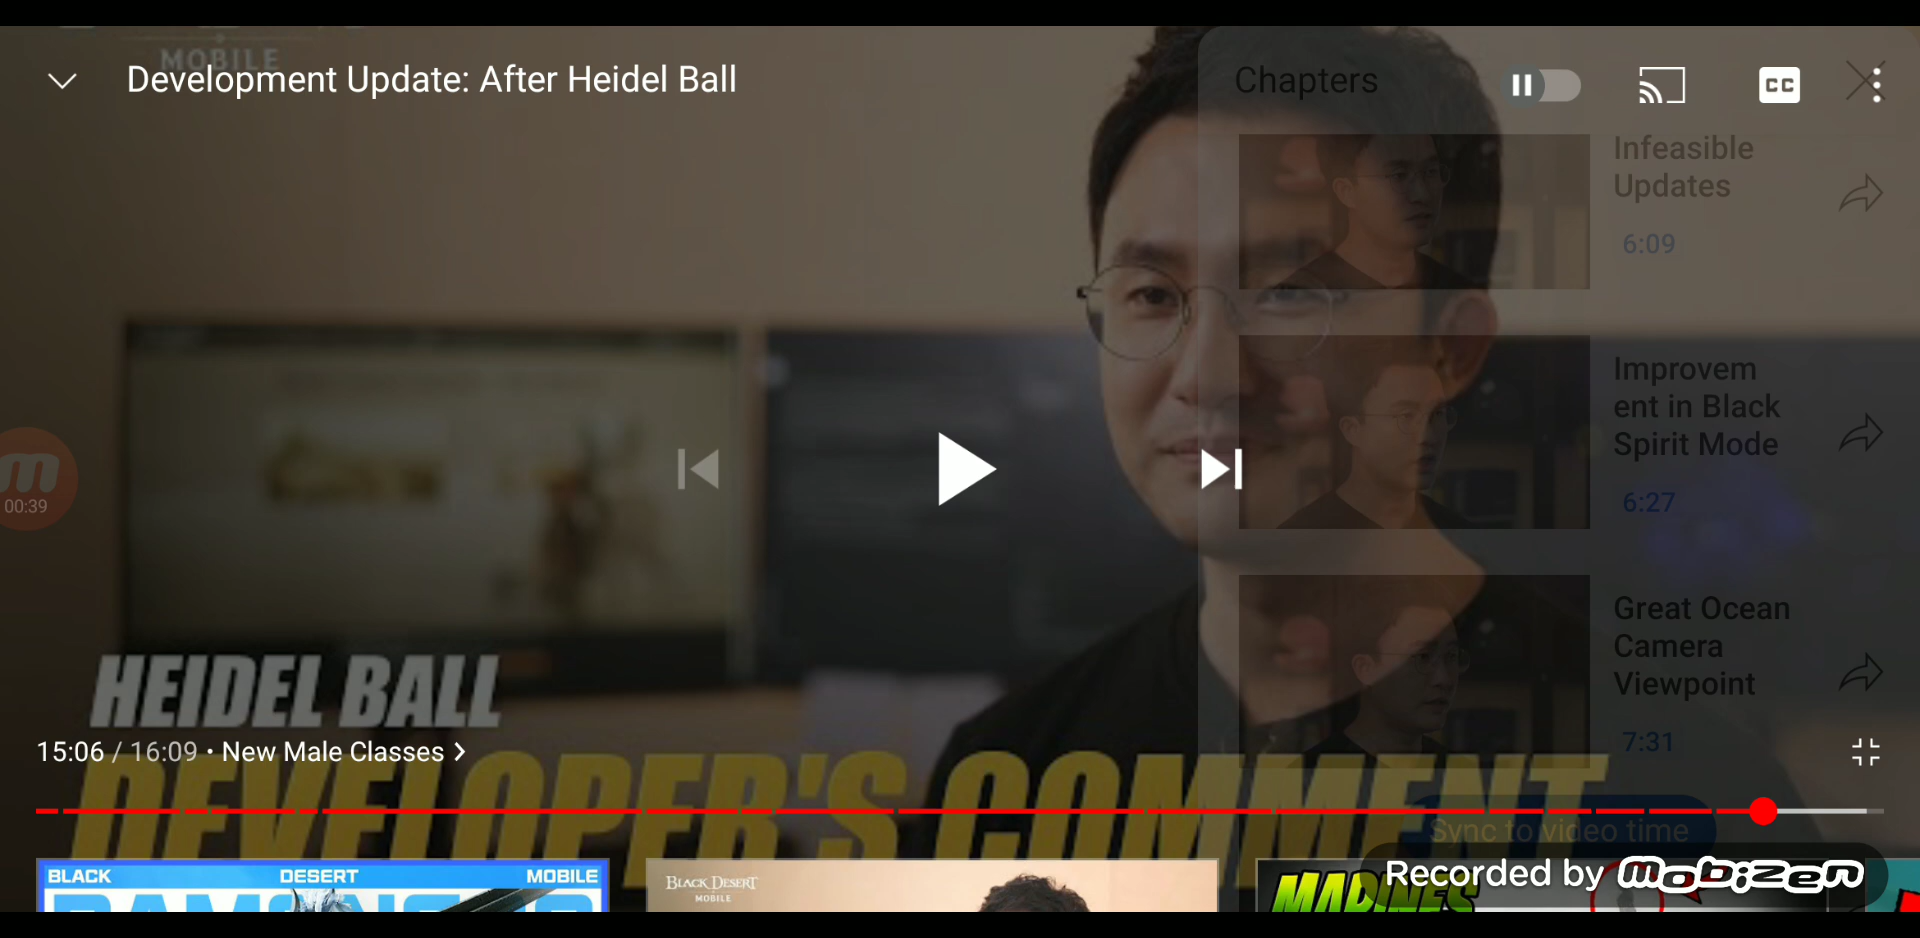 MOBILE
Development Update: After Heidel Ball
Chapters
CC
Infeasible
Updates
6:09
Improvem
ent in Black
Spirit Mode
6:27
Great Ocean
Camera
Viewpoint
7:31
00:39
HEIDEL BALL
15:06 / 16:09 • New Male Classes
DEVELOPER'S COMMENT
Sync to video time
Recorded by mobizen
BLACK DESERT MOBILE
BLACK DESERT
MOBILE